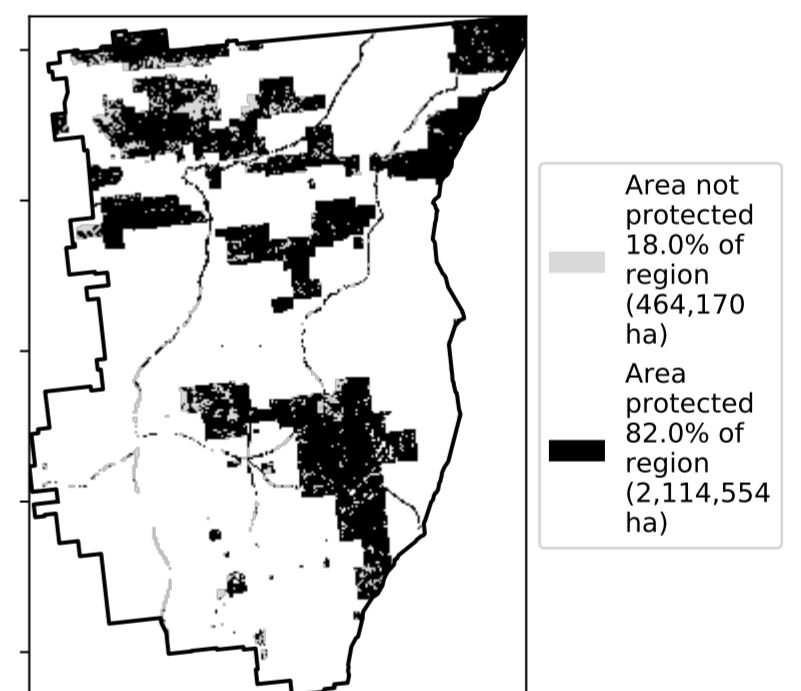 Area not
protected
18.0% of
region
(464,170
ha)
Area
protected
82.0% of
region
(2,114,554
ha)